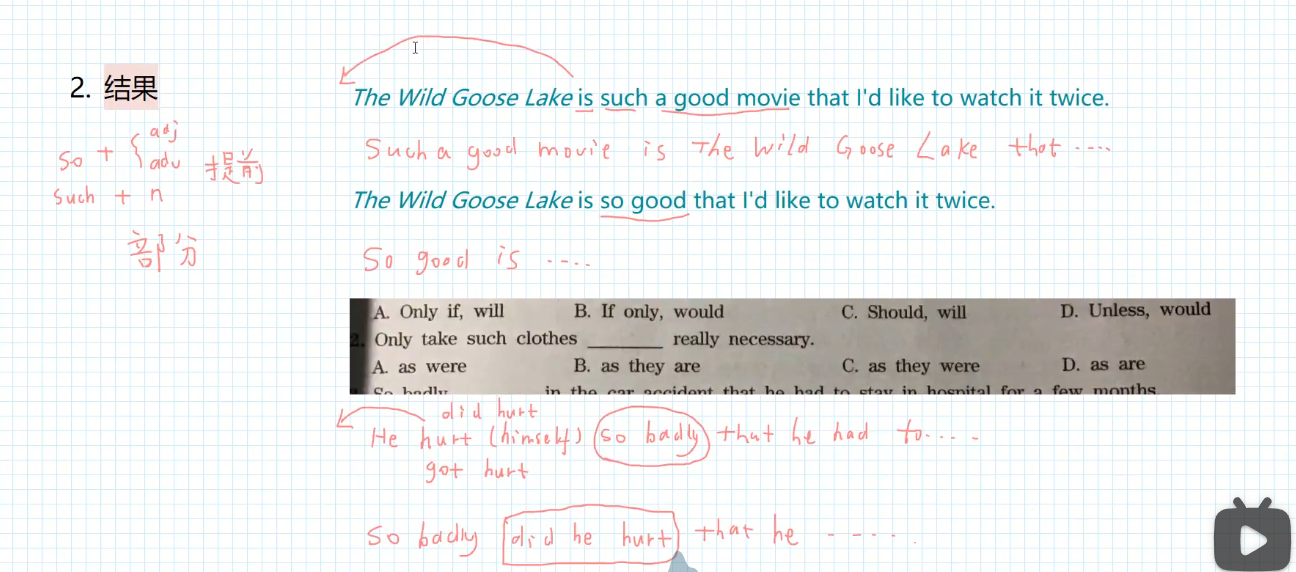 2. 结果
The Wild Goose Lake is such a good movie that I'd like to watch it twice.
so + { adj
adv 提前
such + n
部分
Such a good movie is The Wild Goose Lake that ....
The Wild Goose Lake is so good that I'd like to watch it twice.
So good is ....
A. Only if, will B. If only, would C. Should, will D. Unless, would
2. Only take such clothes ________ really necessary.
A. as were B. as they are C. as they were D. as are
So badly ________ in the car accident that he had to stay in hospital for a few months.
did hurt
He hurt (himself) so badly that he had to.....
got hurt
So badly did he hurt that he ......